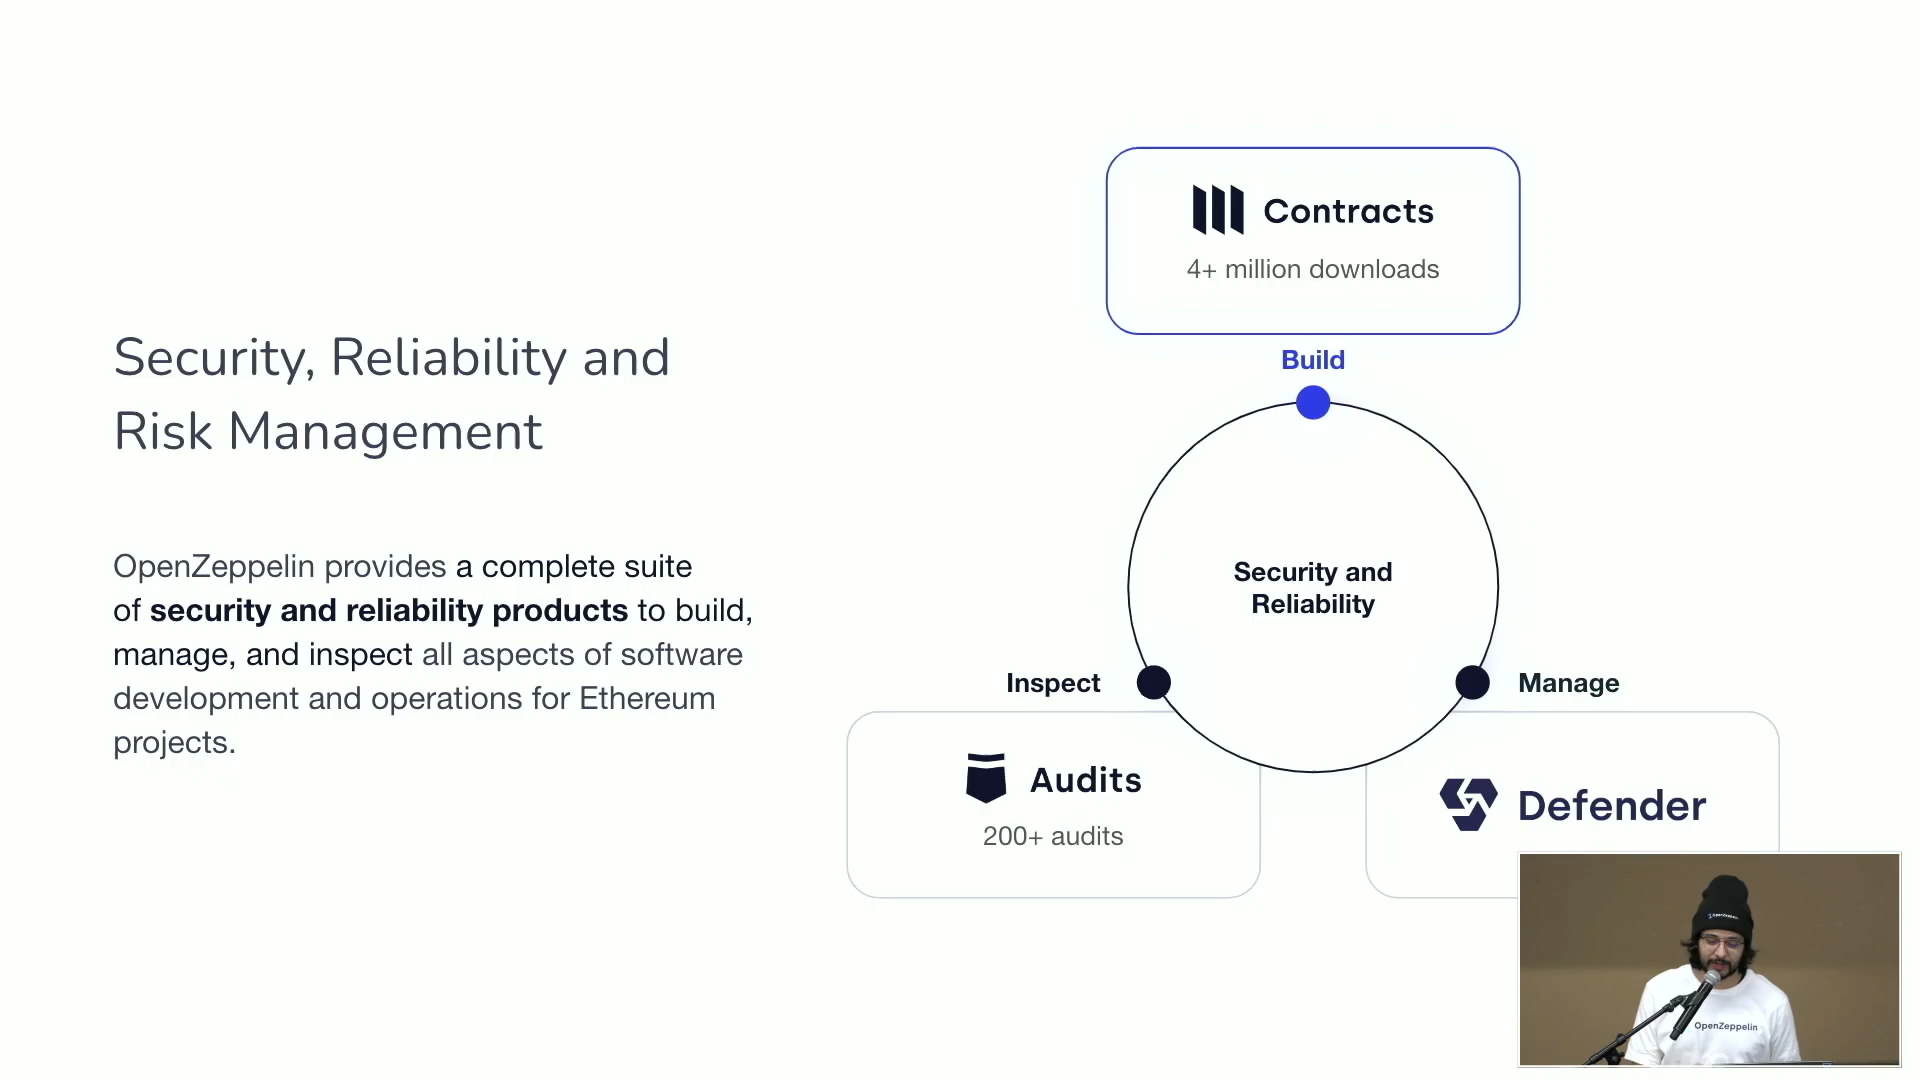 Security, Reliability and
Risk Management
OpenZeppelin provides a complete suite
of security and reliability products to build,
manage, and inspect all aspects of software
development and operations for Ethereum
projects.
Contracts
4+ million downloads
Build
Security and
Reliability
Inspect
Manage
Audits
200+ audits
Defender
OpenZeppelin
OpenZeppelin